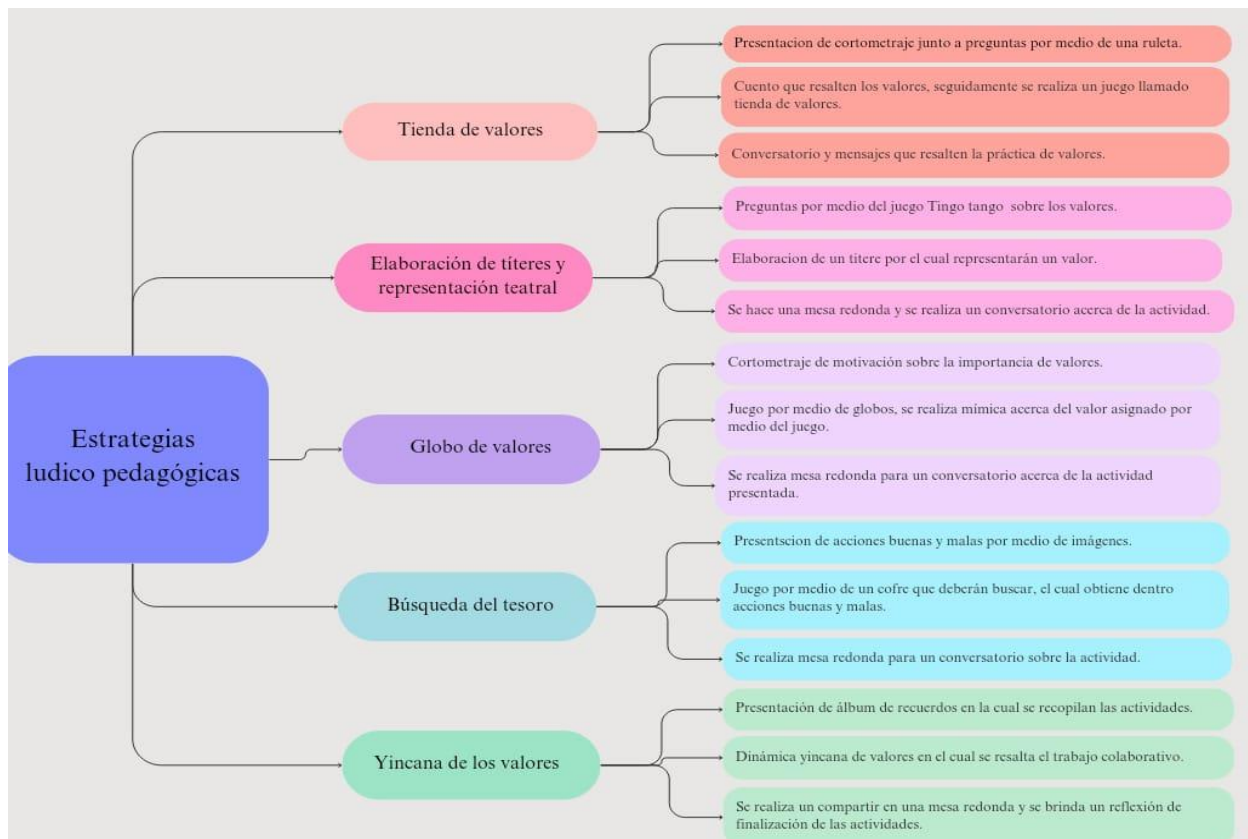 Estrategias
ludico pedagógicas
Tienda de valores
Presentacion de cortometraje junto a preguntas por medio de una ruleta.
Cuento que resalten los valores, seguidamente se realiza un juego llamado
tienda de valores.
Conversatorio y mensajes que resalten la práctica de valores.
Elaboración de títeres y
representación teatral
Preguntas por medio del juego Tingo tango sobre los valores.
Elaboracion de un titere por el cual representarán un valor.
Se hace una mesa redonda y se realiza un conversatorio acerca de la actividad.
Globo de valores
Cortometraje de motivación sobre la importancia de valores.
Juego por medio de globos, se realiza mímica acerca del valor asignado por
medio del juego.
Se realiza mesa redonda para un conversatorio acerca de la actividad
presentada.
Búsqueda del tesoro
Presentscion de acciones buenas y malas por medio de imágenes.
Juego por medio de un cofre que deberán buscar, el cual obtiene dentro
acciones buenas y malas.
Se realiza mesa redonda para un conversatorio sobre la actividad.
Yincana de los valores
Presentación de álbum de recuerdos en la cual se recopilan las actividades.
Dinámica yincana de valores en el cual se resalta el trabajo colaborativo.
Se realiza un compartir en una mesa redonda y se brinda un reflexión de
finalización de las actividades.